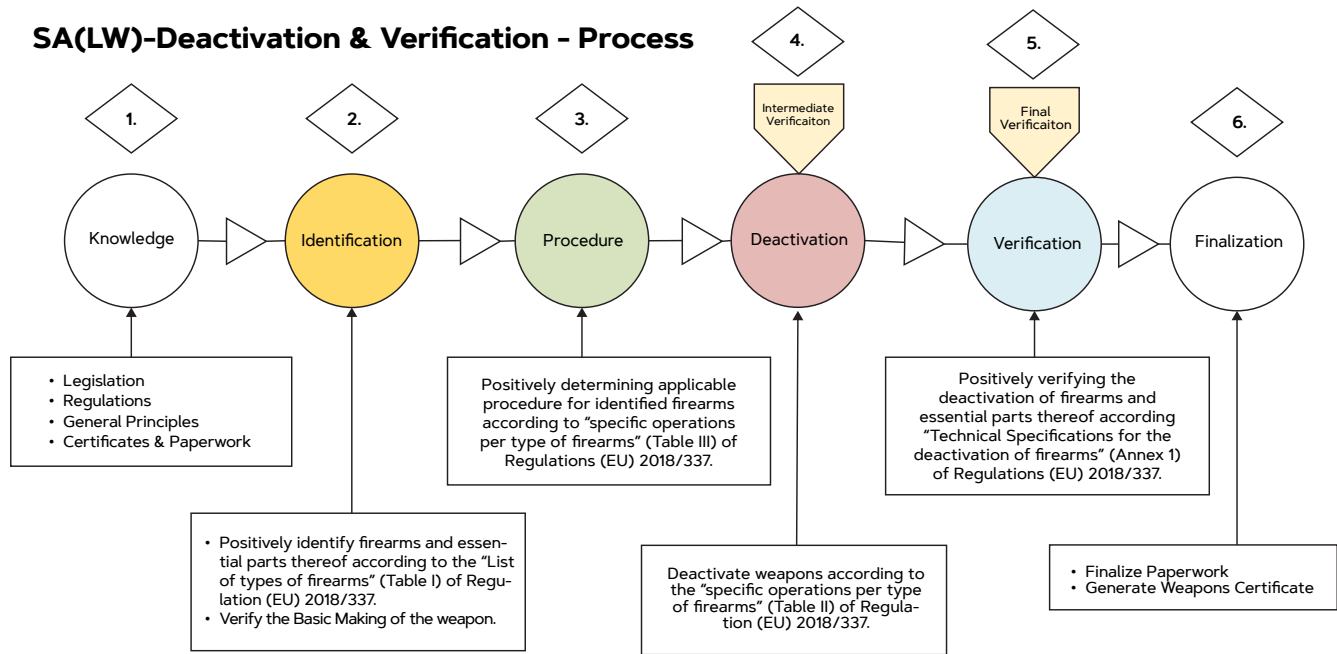 SA(LW)-Deactivation & Verification - Process
1.
2.
3.
4.
5.
6.
Intermediate
Verificaiton
Final
Verificaiton
Knowledge
Identification
Procedure
Deactivation
Verification
Finalization
• Legislation
• Regulations
• General Principles
• Certificates & Paperwork
• Positively identify firearms and essen-
tial parts thereof according to the “List
of types of firearms” (Table I) of Regu-
lation (EU) 2018/337.
• Verify the Basic Making of the weapon.
Positively determining applicable
procedure for identified firearms
according to “specific operations
per type of firearms” (Table III) of
Regulations (EU) 2018/337.
Deactivate weapons according to
the “specific operations per type
of firearms” (Table II) of Regula-
tion (EU) 2018/337.
Positively verifying the
deactivation of firearms and
essential parts thereof according
“Technical Specifications for the
deactivation of firearms” (Annex 1)
of Regulations (EU) 2018/337.
• Finalize Paperwork
• Generate Weapons Certificate